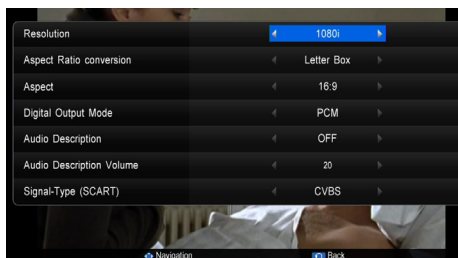 Resolution 1080i
Aspect Ratio conversion Letter Box
Aspect 16:9
Digital Output Mode PCM
Audio Description OFF
Audio Description Volume 20
Signal-Type (SCART) CVBS
Navigation Back